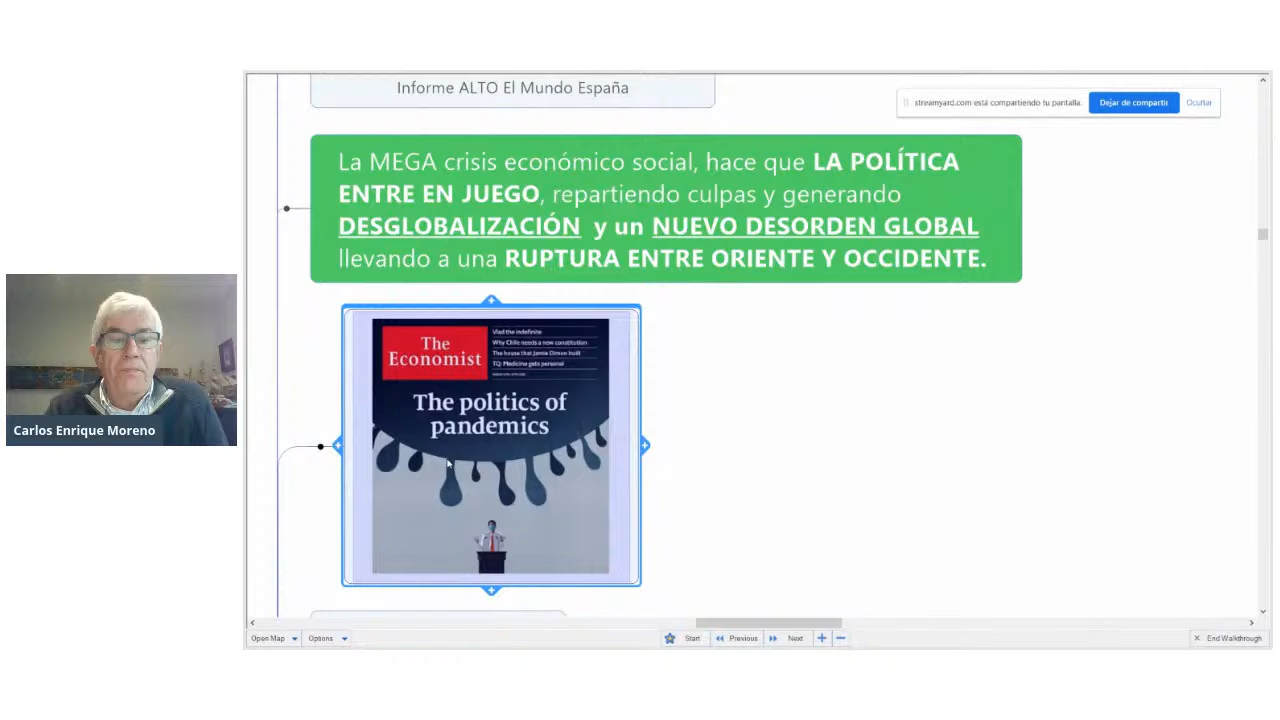 Informe ALTO El Mundo España
streamyard.com está compartiendo tu pantalla.
Dejar de compartir
Ocultar
La MEGA crisis económico social, hace que LA POLÍTICA
ENTRE EN JUEGO, repartiendo culpas y generando
DESGLOBALIZACIÓN y un NUEVO DESORDEN GLOBAL
llevando a una RUPTURA ENTRE ORIENTE Y OCCIDENTE.
The
Economist
Vlad the indefinite
Why Chile needs a new constitution
The house that Jamie Dimon built
TQ: Medicine gets personal
The politics of
pandemics
Carlos Enrique Moreno
Open Map
Options
Start
Previous
Next
End Walkthrough